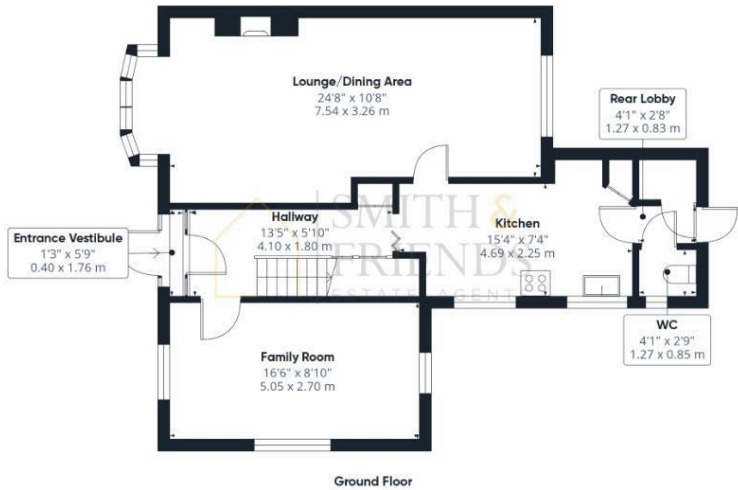 Lounge/Dining Area
24'8" x 10'8"
7.54 x 3.26 m
Rear Lobby
4'1" x 2'8"
1.27 x 0.83 m
Hallway
13'5" x 5'10"
4.10 x 1.80 m
SMITH &
FRIENDS
ESTATE AGENTS
Kitchen
15'4" x 7'4"
4.69 x 2.25 m
Entrance Vestibule
1'3" x 5'9"
0.40 x 1.76 m
WC
4'1" x 2'9"
1.27 x 0.85 m
Family Room
16'6" x 8'10"
5.05 x 2.70 m
Ground Floor